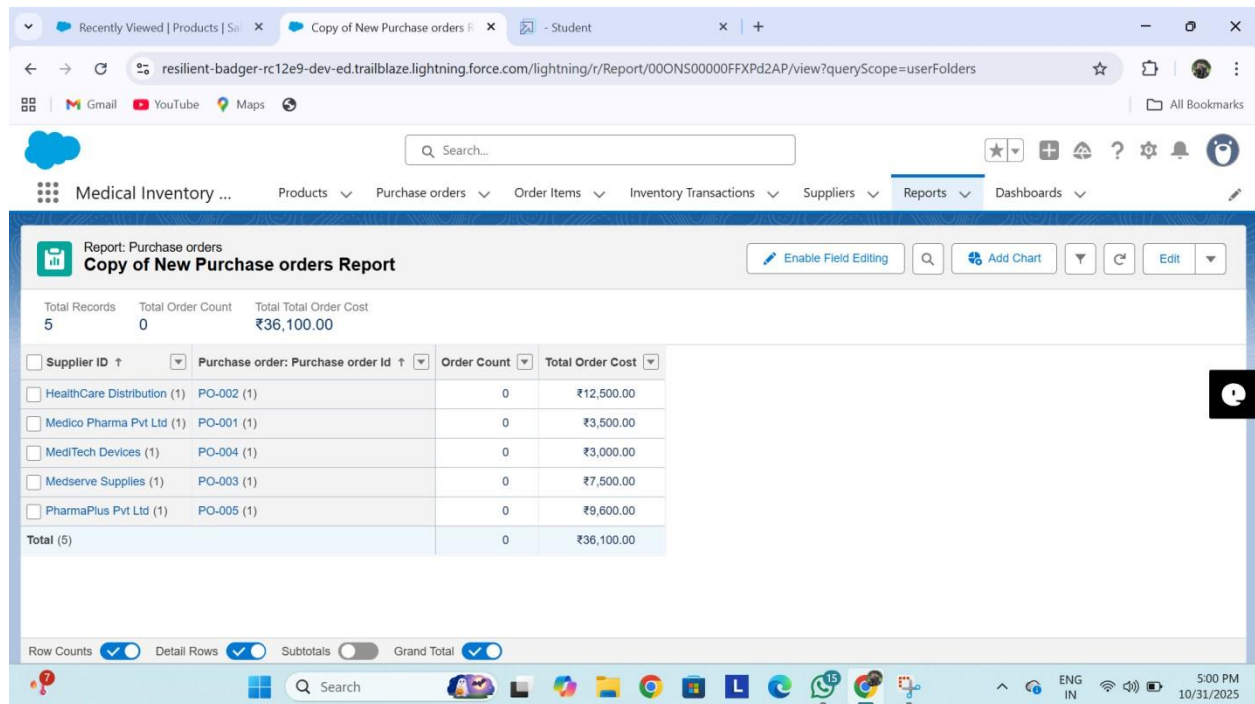 Recently Viewed | Products | Sal
Copy of New Purchase orders R
- Student
resilient-badger-rc12e9-dev-ed.trailblaze.lightning.force.com/lightning/r/Report/00ONS00000FFXPd2AP/view?queryScope=userFolders
Gmail YouTube Maps All Bookmarks
Search...
Medical Inventory ... Products Purchase orders Order Items Inventory Transactions Suppliers Reports Dashboards
Report: Purchase orders
Copy of New Purchase orders Report
Enable Field Editing Add Chart Edit
Total Records Total Order Count Total Total Order Cost
5 0 ₹36,100.00
Supplier ID ↑ Purchase order: Purchase order Id ↑ Order Count Total Order Cost
HealthCare Distribution (1) PO-002 (1) 0 ₹12,500.00
Medico Pharma Pvt Ltd (1) PO-001 (1) 0 ₹3,500.00
MediTech Devices (1) PO-004 (1) 0 ₹3,000.00
Medserve Supplies (1) PO-003 (1) 0 ₹7,500.00
PharmaPlus Pvt Ltd (1) PO-005 (1) 0 ₹9,600.00
Total (5) 0 ₹36,100.00
Row Counts Detail Rows Subtotals Grand Total
7
Search
L
15
ENG
IN
5:00 PM
10/31/2025